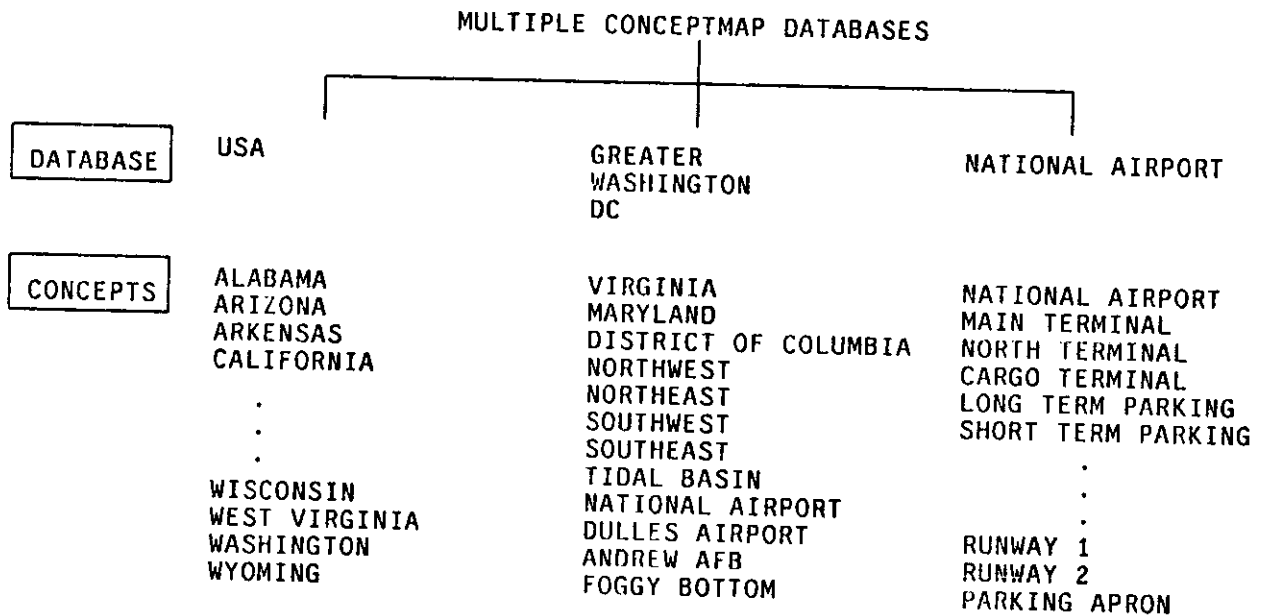 MULTIPLE CONCEPTMAP DATABASES
DATABASE
USA
GREATER
WASHINGTON
DC
NATIONAL AIRPORT
CONCEPTS
ALABAMA
ARIZONA
ARKENSAS
CALIFORNIA
.
.
.
WISCONSIN
WEST VIRGINIA
WASHINGTON
WYOMING
VIRGINIA
MARYLAND
DISTRICT OF COLUMBIA
NORTHWEST
NORTHEAST
SOUTHWEST
SOUTHEAST
TIDAL BASIN
NATIONAL AIRPORT
DULLES AIRPORT
ANDREW AFB
FOGGY BOTTOM
NATIONAL AIRPORT
MAIN TERMINAL
NORTH TERMINAL
CARGO TERMINAL
LONG TERM PARKING
SHORT TERM PARKING
.
.
.
RUNWAY 1
RUNWAY 2
PARKING APRON